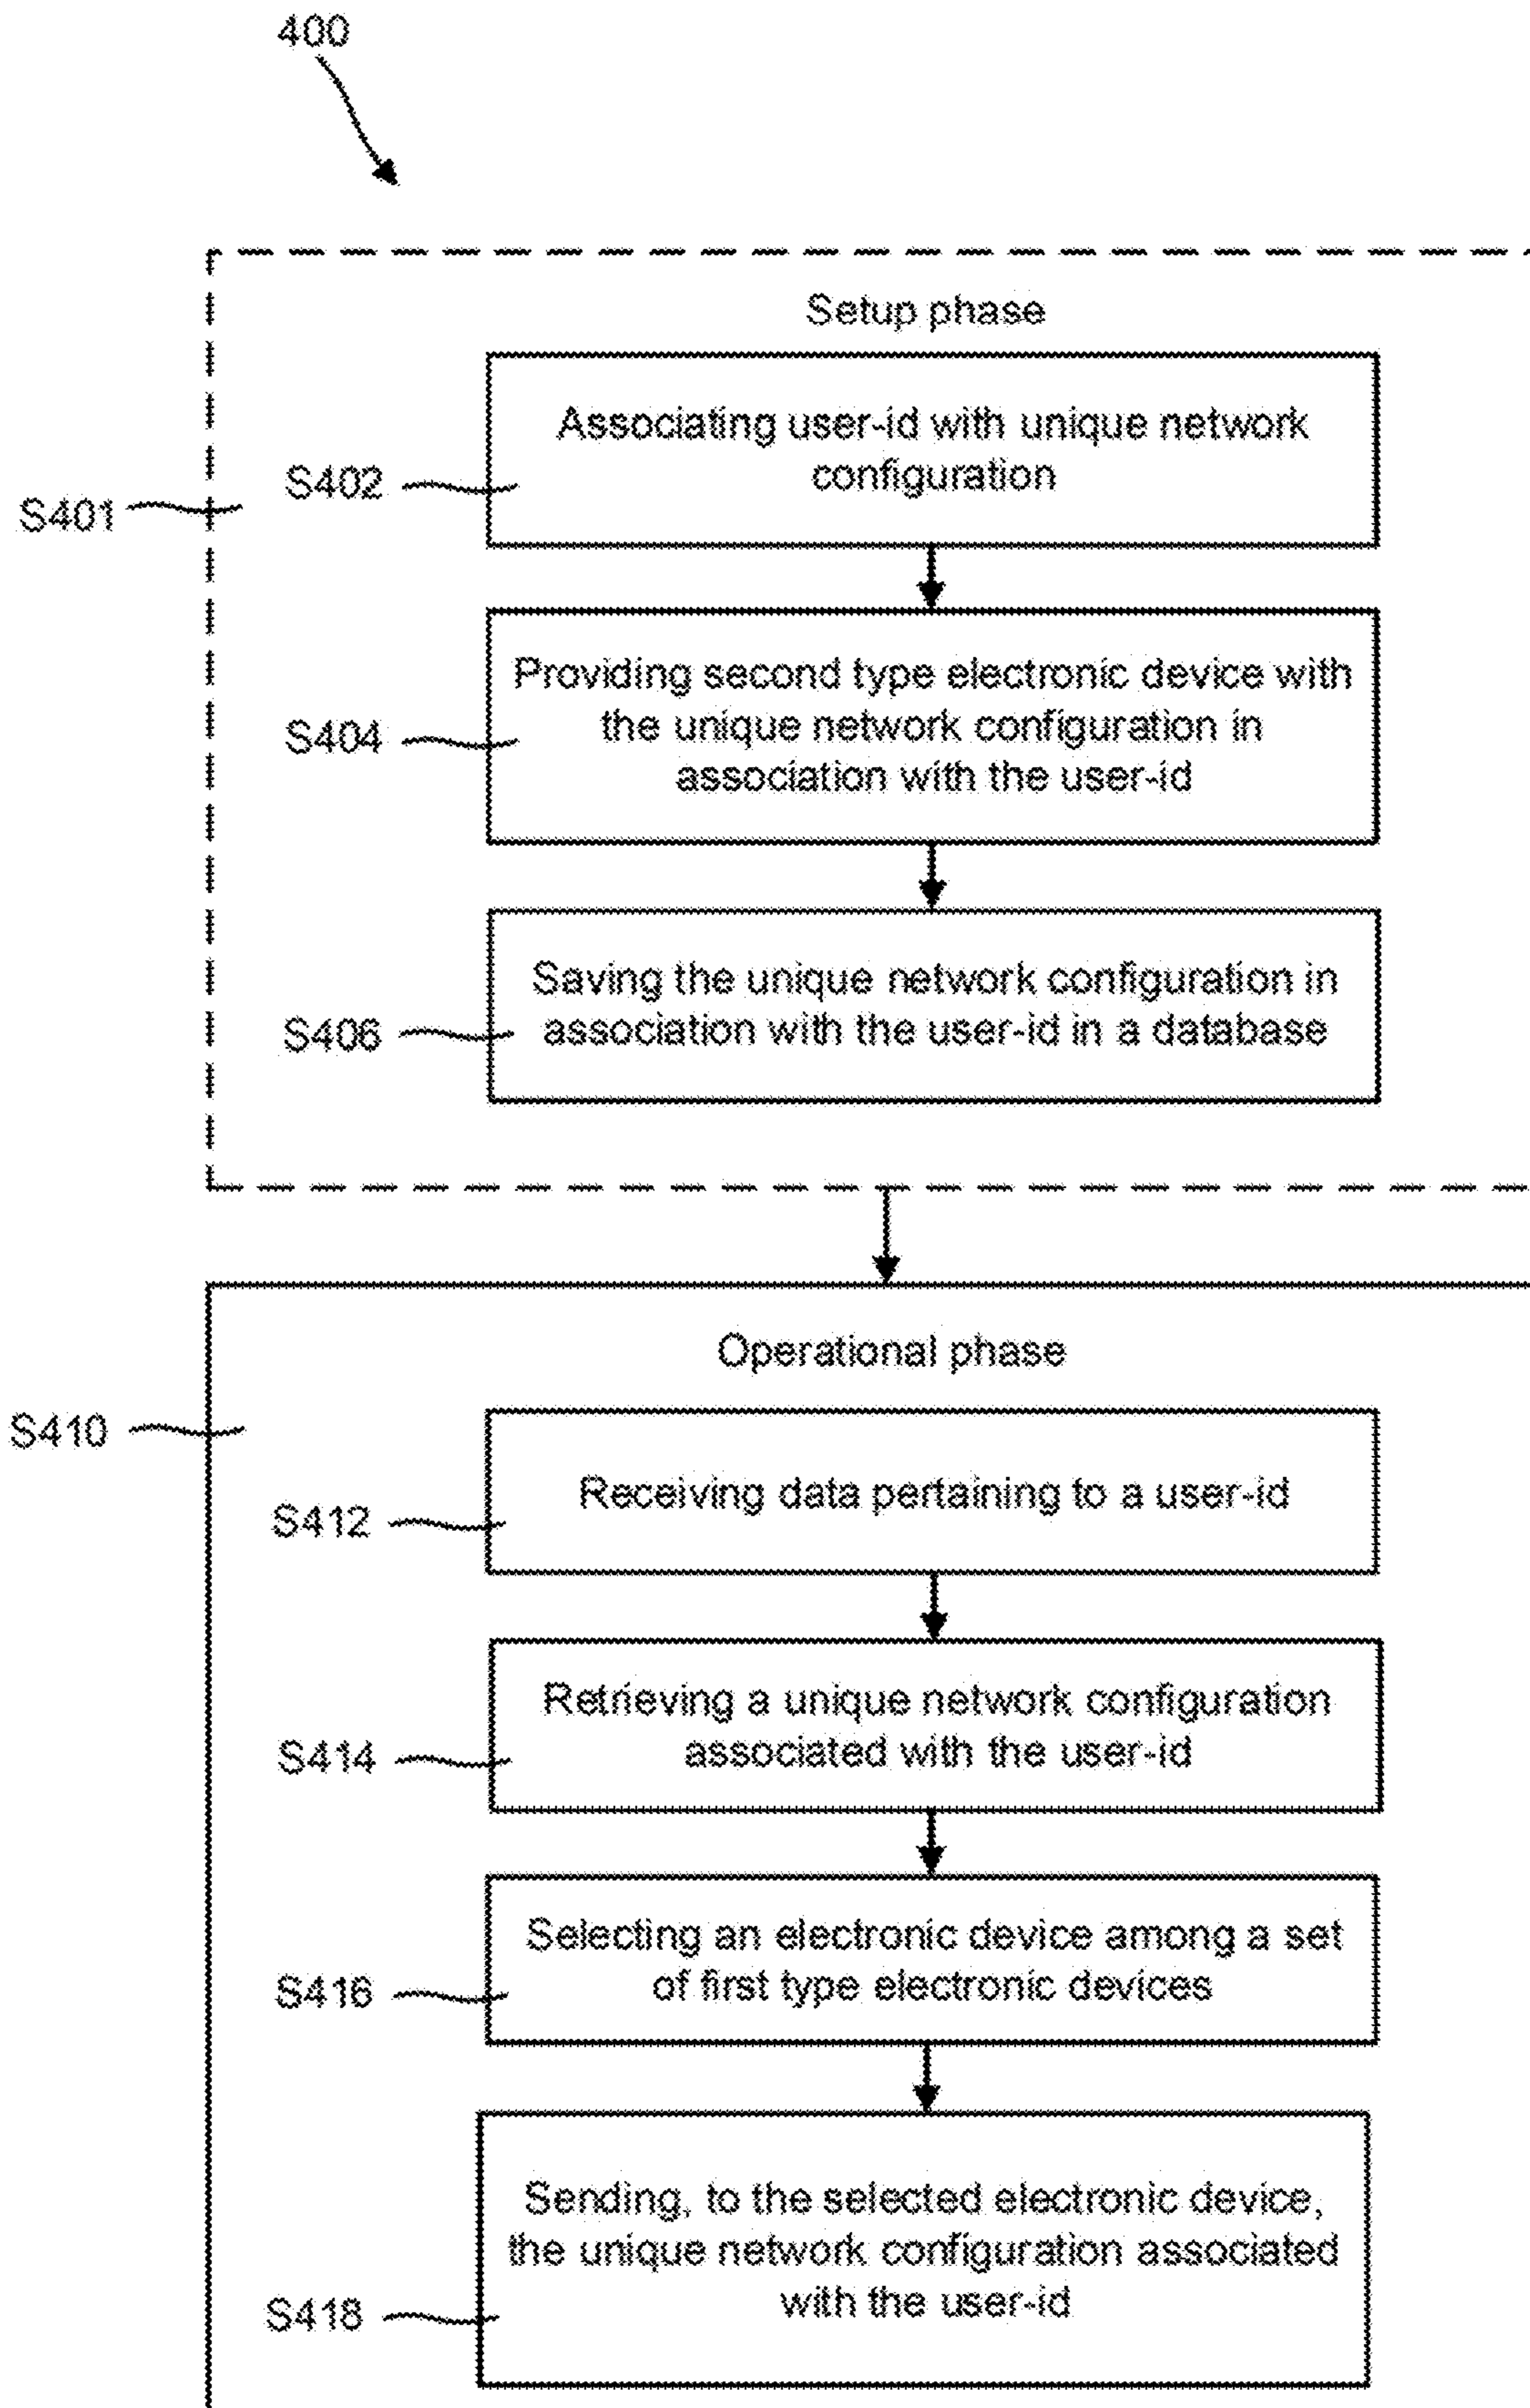 400
Setup phase
Associating user-id with unique network
configuration
S402
S401
Providing second type electronic device with
the unique network configuration in
association with the user-id
S404
Saving the unique network configuration in
association with the user-id in a database
S406
Operational phase
S410
Receiving data pertaining to a user-id
S412
Retrieving a unique network configuration
associated with the user-id
S414
Selecting an electronic device among a set
of first type electronic devices
S416
Sending, to the selected electronic device,
the unique network configuration associated
with the user-id
S418